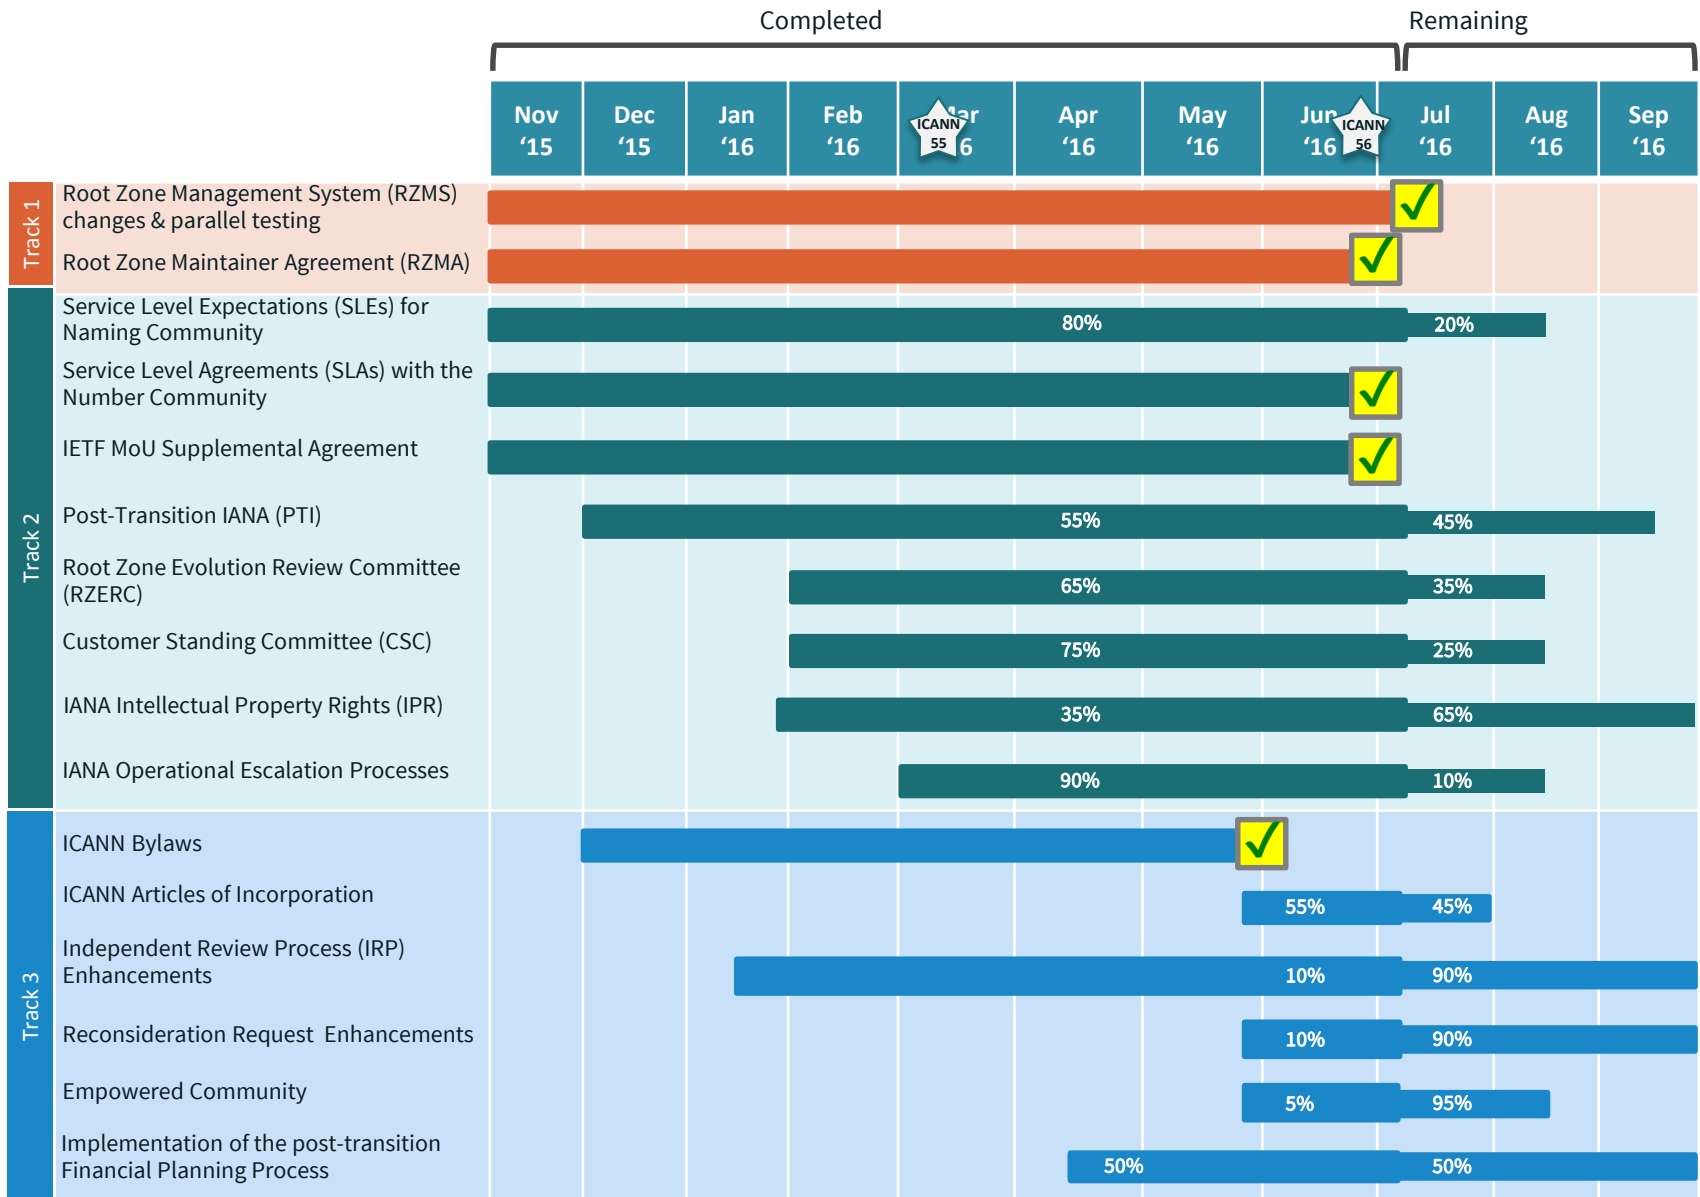 Completed
Remaining
Nov
‘15
Dec
‘15
Jan
‘16
Feb
‘16
ICANN
55
ar
6
Apr
‘16
May
‘16
Jun
‘16
ICANN
56
Jul
‘16
Aug
‘16
Sep
‘16
Track 1
Root Zone Management System (RZMS)
changes & parallel testing
Root Zone Maintainer Agreement (RZMA)
Track 2
Service Level Expectations (SLEs) for
Naming Community
80%
20%
Service Level Agreements (SLAs) with the
Number Community
IETF MoU Supplemental Agreement
Post-Transition IANA (PTI)
55%
45%
Root Zone Evolution Review Committee
(RZERC)
65%
35%
Customer Standing Committee (CSC)
75%
25%
IANA Intellectual Property Rights (IPR)
35%
65%
IANA Operational Escalation Processes
90%
10%
Track 3
ICANN Bylaws
ICANN Articles of Incorporation
55%
45%
Independent Review Process (IRP)
Enhancements
10%
90%
Reconsideration Request  Enhancements
10%
90%
Empowered Community
5%
95%
Implementation of the post-transition
Financial Planning Process
50%
50%